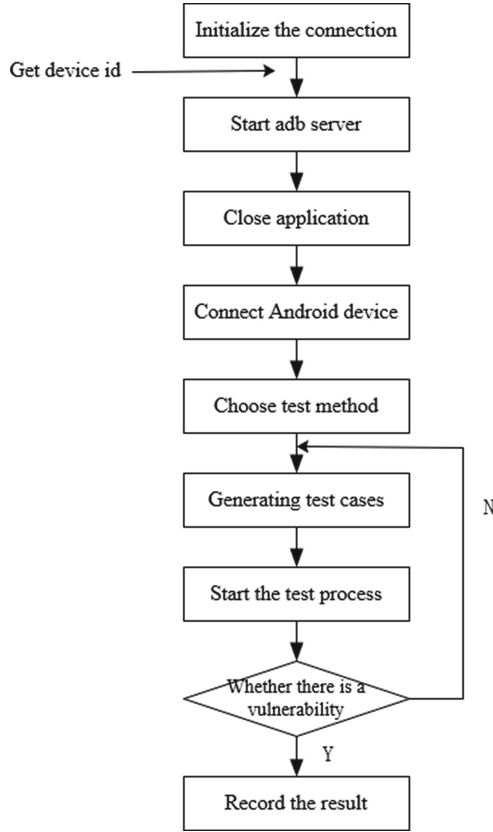 Initialize the connection
Get device id
Start adb server
Close application
Connect Android device
Choose test method
Generating test cases
N
Start the test process
Whether there is a
vulnerability
Y
Record the result